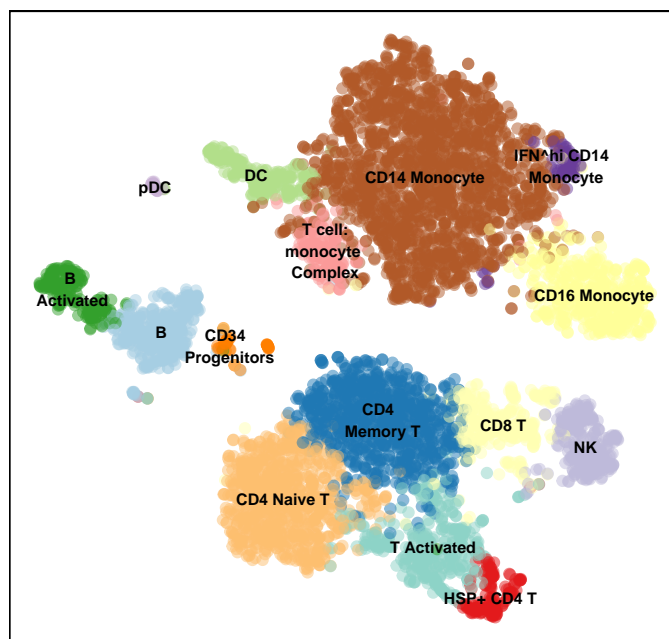 IFN^hi CD14
Monocyte
CD14 Monocyte
DC
pDC
T cell:
monocyte
Complex
B
Activated
CD16 Monocyte
B
CD34
Progenitors
CD4
Memory T
CD8 T
NK
CD4 Naive T
T Activated
HSP+ CD4 T